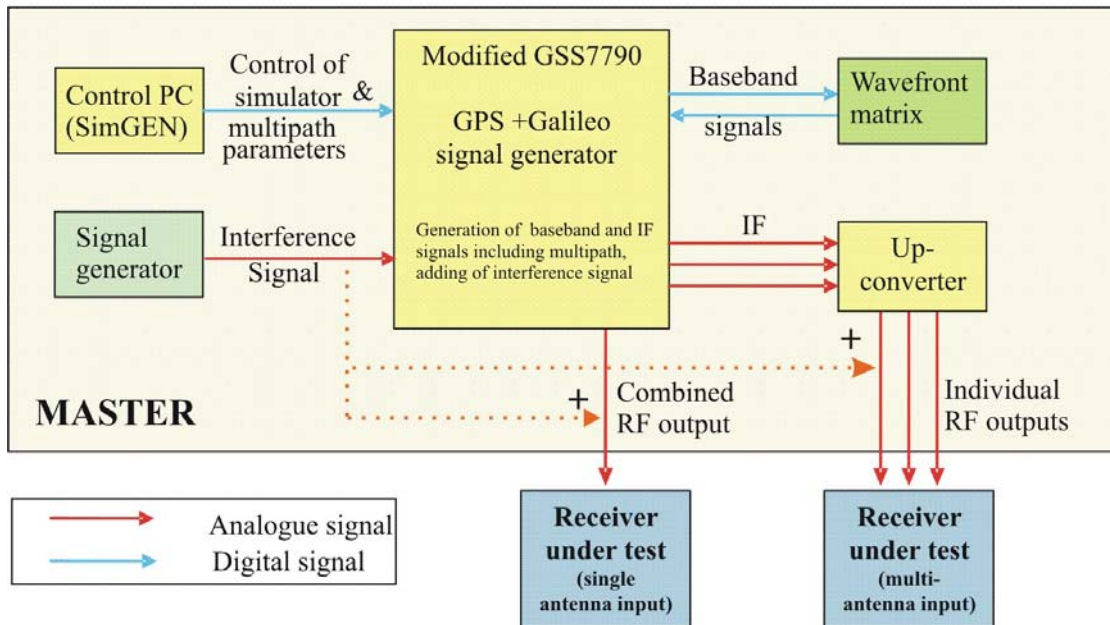 Control PC
(SimGEN)
Control of
simulator &
multipath
parameters
Modified GSS7790
GPS +Galileo
signal generator
Generation of baseband and IF
signals including multipath,
adding of interference signal
Baseband
signals
Wavefront
matrix
Signal
generator
Interference
Signal
IF
Up-
converter
+
+
MASTER
Combined
RF output
Individual
RF outputs
Analogue signal
Digital signal
Receiver
under test
(single
antenna input)
Receiver
under test
(multi-
antenna input)